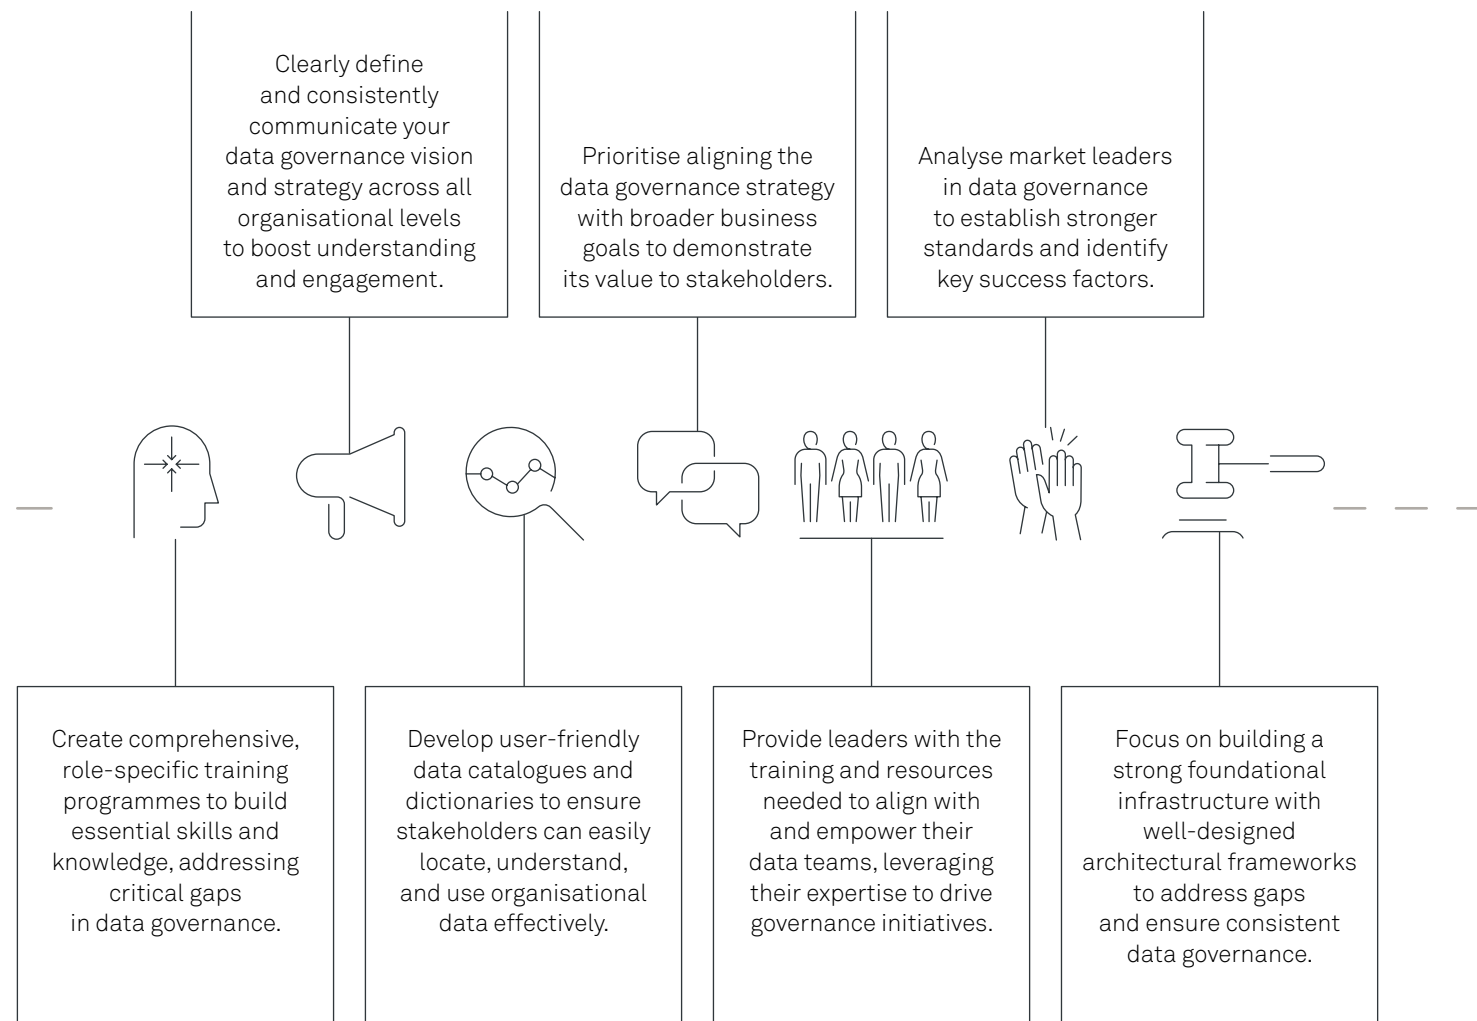 Clearly define
and consistently
communicate your
data governance vision
and strategy across all
organisational levels
to boost understanding
and engagement.
Prioritise aligning the
data governance strategy
with broader business
goals to demonstrate
its value to stakeholders.
Analyse market leaders
in data governance
to establish stronger
standards and identify
key success factors.
Create comprehensive,
role-specific training
programmes to build
essential skills and
knowledge, addressing
critical gaps
in data governance.
Develop user-friendly
data catalogues and
dictionaries to ensure
stakeholders can easily
locate, understand,
and use organisational
data effectively.
Provide leaders with the
training and resources
needed to align with
and empower their
data teams, leveraging
their expertise to drive
governance initiatives.
Focus on building a
strong foundational
infrastructure with
well-designed
architectural frameworks
to address gaps
and ensure consistent
data governance.